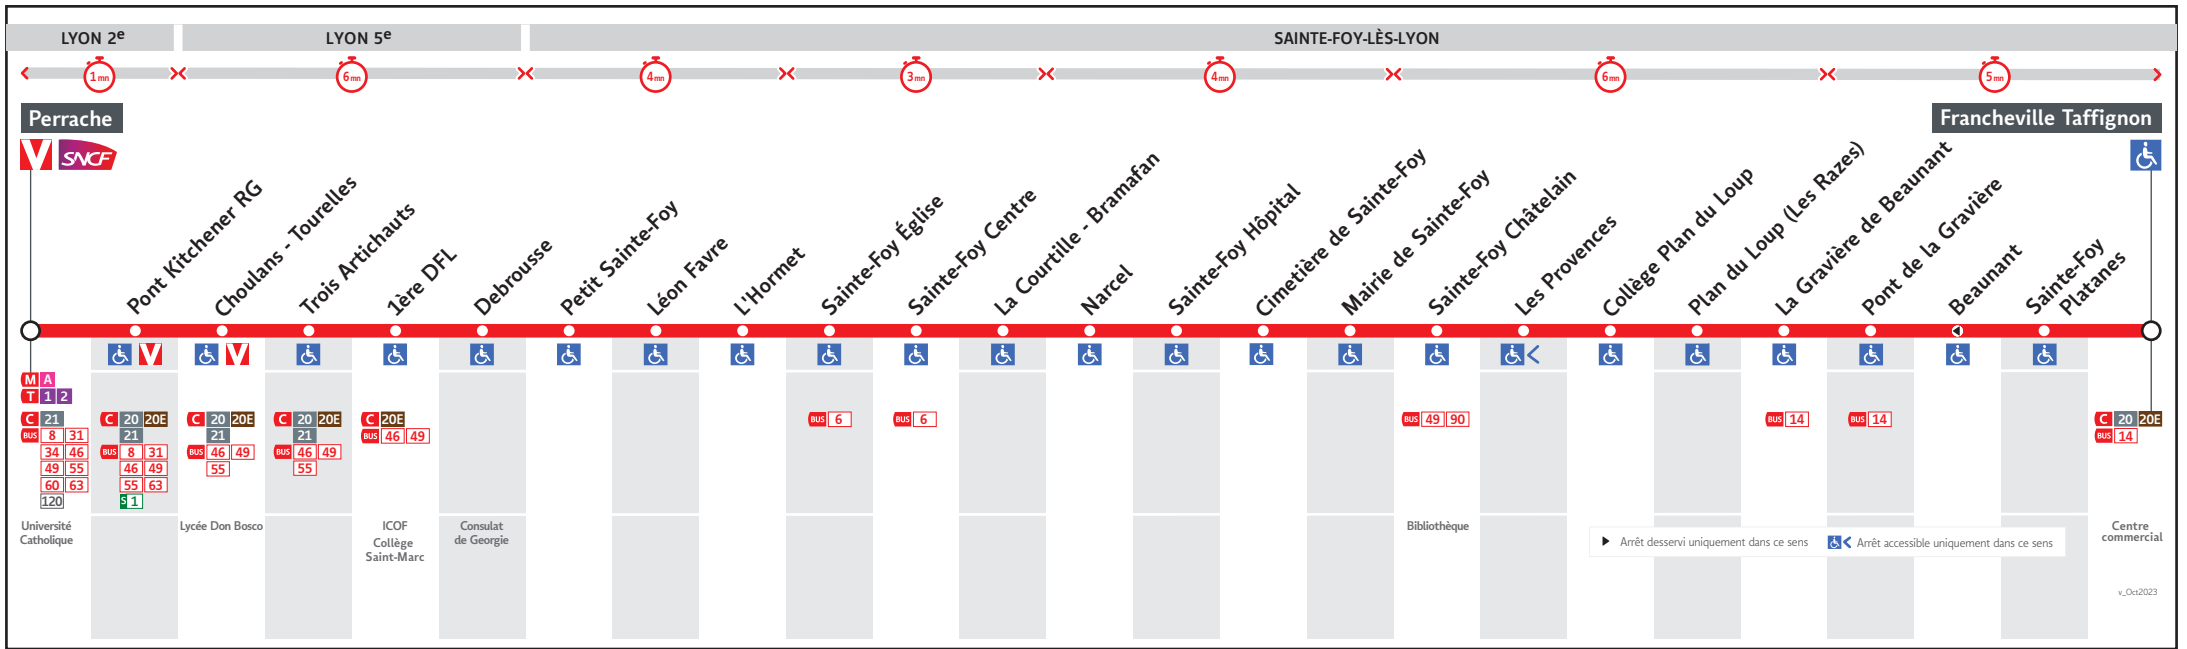 LYON 2e
LYON 5e
SAINTE-FOY-LÈS-LYON
1mn
6mn
4mn
3mn
4mn
6mn
5mn
Perrache
Francheville Taffignon
V SNCF
Pont Kitchener RG
Choulans - Tourelles
Trois Artichauts
1ère DFL
Debrousse
Petit Sainte-Foy
Léon Favre
L'Hormet
Sainte-Foy Église
Sainte-Foy Centre
La Courtille - Bramafan
Narcel
Sainte-Foy Hôpital
Cimetière de Sainte-Foy
Mairie de Sainte-Foy
Sainte-Foy Châtelain
Les Provences
Collège Plan du Loup
Plan du Loup (Les Razes)
La Gravière de Beaunant
Pont de la Gravière
Beaunant
Sainte-Foy
Platanes
V
V
M A
T 1 2
C 21
BUS 8 31
34 46
49 55
60 63
120
C 20 20E
21
BUS 8 31
46 49
55 63
S 1
C 20 20E
21
BUS 46 49
55
C 20 20E
21
BUS 46 49
55
C 20E
BUS 46 49
BUS 6
BUS 6
BUS 49 90
BUS 14
BUS 14
C 20 20E
BUS 14
Université
Catholique
Lycée Don Bosco
ICOF
Collège
Saint-Marc
Consulat
de Georgie
Bibliothèque
Arrêt desservi uniquement dans ce sens
Arrêt accessible uniquement dans ce sens
Centre
commercial
v_Oct2023